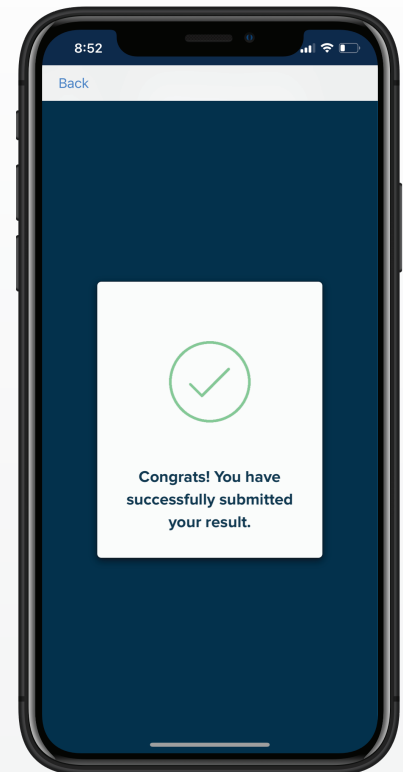 8:52
Back
Congrats! You have
successfully submitted
your result.